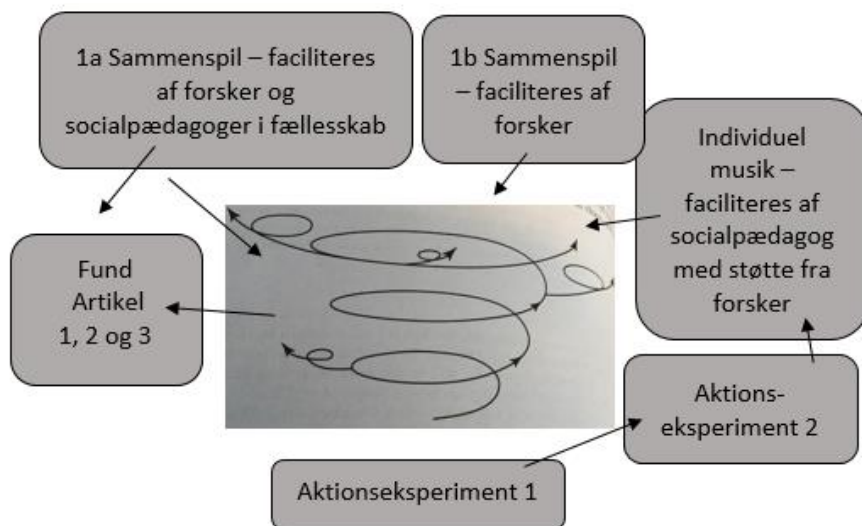 1a Sammenspil – faciliteres
af forsker og
socialpædagoger i fællesskab
1b Sammenspil
– faciliteres af
forsker
Individuel
musik –
faciliteres af
socialpædagog
med støtte fra
forsker
Fund
Artikel
1, 2 og 3
Aktions-
eksperiment 2
Aktionseksperiment 1